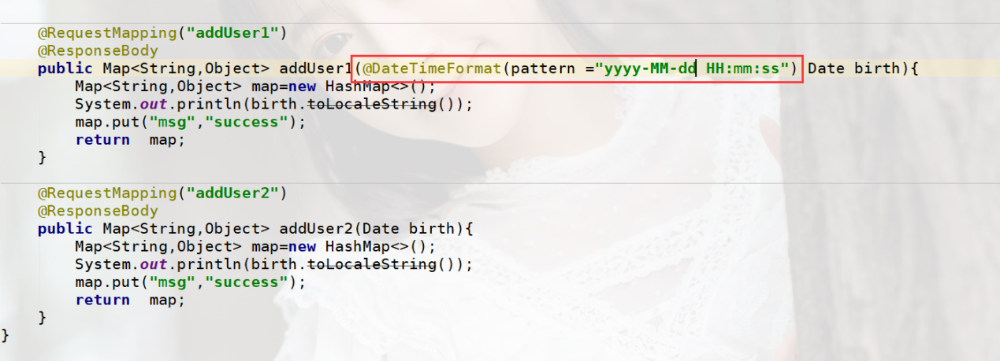 @RequestMapping("addUser1")
@ResponseBody
public Map<String,Object> addUser1(@DateTimeFormat(pattern ="yyyy-MM-dd HH:mm:ss") Date birth){
Map<String,Object> map=new HashMap<>();
System.out.println(birth.toLocaleString());
map.put("msg","success");
return  map;
}
@RequestMapping("addUser2")
@ResponseBody
public Map<String,Object> addUser2(Date birth){
Map<String,Object> map=new HashMap<>();
System.out.println(birth.toLocaleString());
map.put("msg","success");
return  map;
}
}